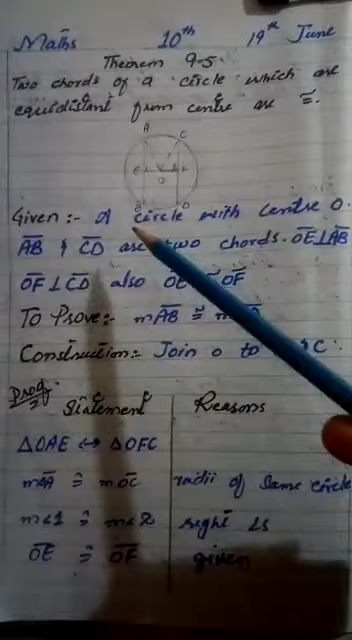 Maths 10th 19th June
Theorem 9.5
Two chords of a circle which are
equidistant from centre are ≅.
A C
E F
O
B D
Given :- A circle with centre O.
AB & CD are two chords. OE⊥AB
OF⊥CD also OE ≅ OF
To Prove:- mAB ≅
Construction:- Join O to C.
Proof:-
Statement Reasons
ΔOAE ↔ ΔOFC
≅ mOC radii of same circle
m∠1 ≅ m∠2 right ∠s
OE ≅ OF given